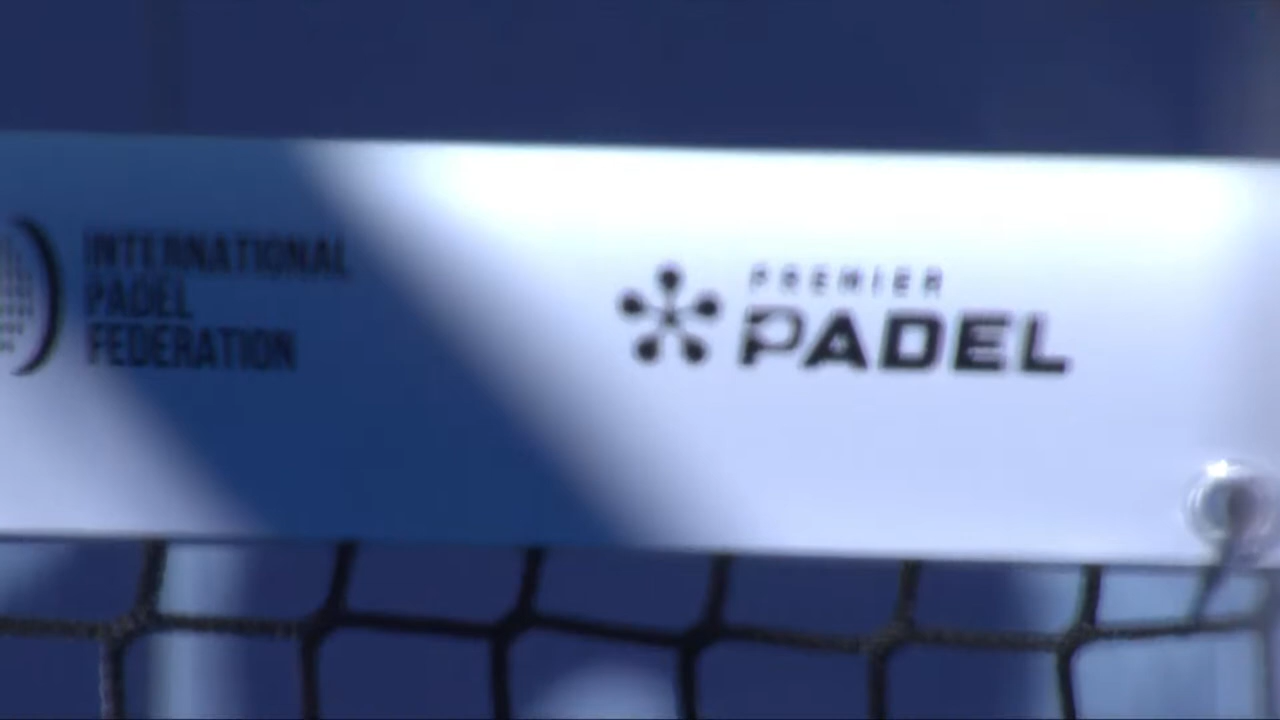 INTERNATIONAL
PADEL
FEDERATION
PREMIER
PADEL